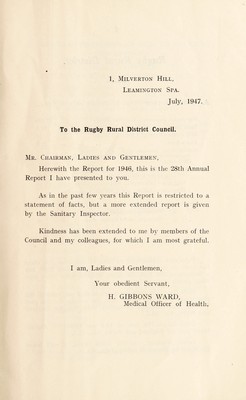 1, Milverton Hill,
Leamington Spa.
July, 1947.
To the Rugby Rural District Council.
Mr. Chairman, Ladies and Gentlemen,
Herewith the Report for 1946, this is the 28th Annual
Report I have presented to you.
As in the past few years this Report is restricted to a
statement of facts, but a more extended report is given
by the Sanitary Inspector.
Kindness has been extended to me by members of the
Council and my colleagues, for which I am most grateful.
I am, Ladies and Gentlemen,
Your obedient Servant,
H. GIBBONS WARD,
Medical Officer of Health,